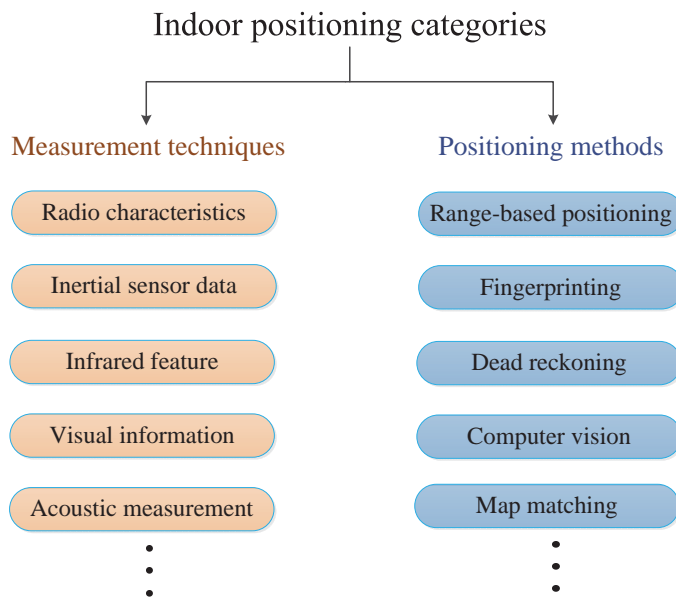 Indoor positioning categories
Measurement techniques
Radio characteristics
Inertial sensor data
Infrared feature
Visual information
Acoustic measurement
Positioning methods
Range-based positioning
Fingerprinting
Dead reckoning
Computer vision
Map matching